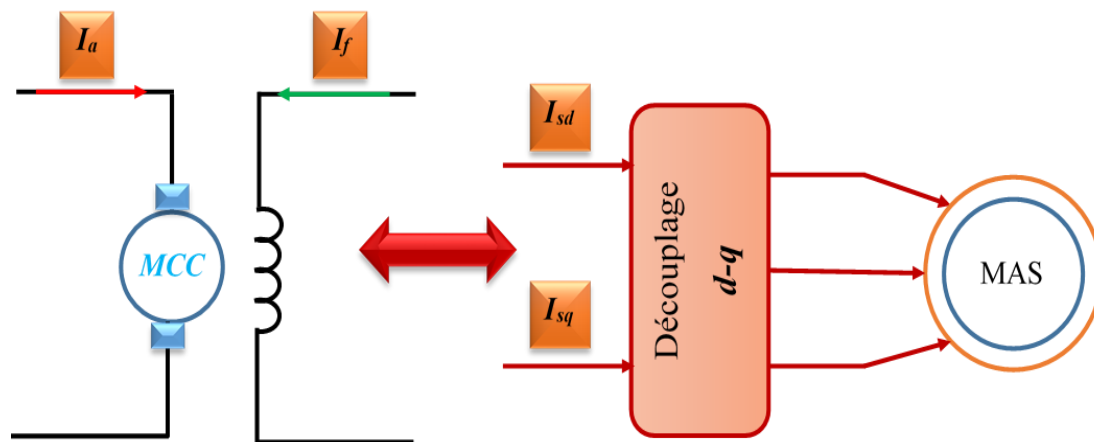 Ia
If
MCC
Isd
Isq
Découplage
d-q
MAS